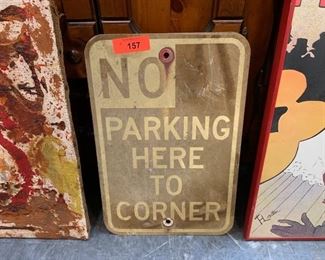 157
NO
PARKING
HERE
TO
CORNER